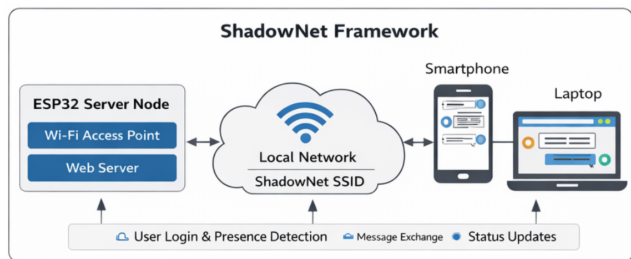 ShadowNet Framework
ESP32 Server Node
Wi-Fi Access Point
Web Server
Local Network
ShadowNet SSID
Smartphone
Laptop
User Login & Presence Detection
Message Exchange
Status Updates